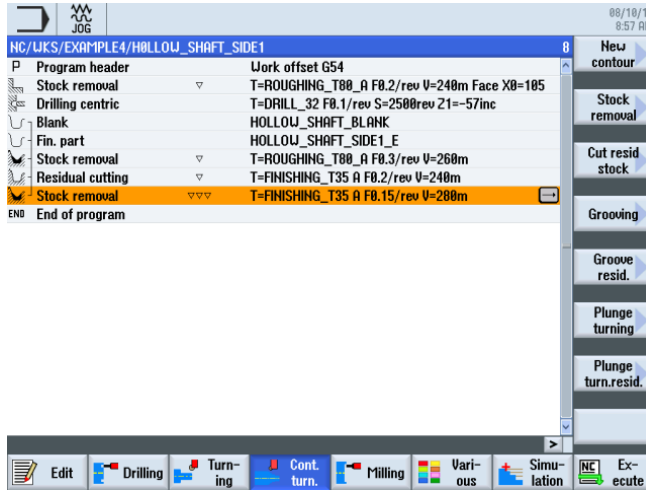 JOG
08/10/1
8:57 A
NC/WKS/EXAMPLE4/HOLLOW_SHAFT_SIDE1 8
P Program header Work offset G54
Stock removal ▽ T=ROUGHING_T80_A F0.2/rev V=240m Face X0=105
Drilling centric T=DRILL_32 F0.1/rev S=2500rev Z1=-57inc
Blank HOLLOW_SHAFT_BLANK
Fin. part HOLLOW_SHAFT_SIDE1_E
Stock removal ▽ T=ROUGHING_T80_A F0.3/rev V=260m
Residual cutting ▽ T=FINISHING_T35 A F0.2/rev V=240m
Stock removal ▽▽▽ T=FINISHING_T35 A F0.15/rev V=280m
END End of program
New
contour
Stock
removal
Cut resid
stock
Grooving
Groove
resid.
Plunge
turning
Plunge
turn.resid.
>
Edit
Drilling
Turn-
ing
Cont.
turn.
Milling
Vari-
ous
Simu-
lation
NC
Ex-
ecute